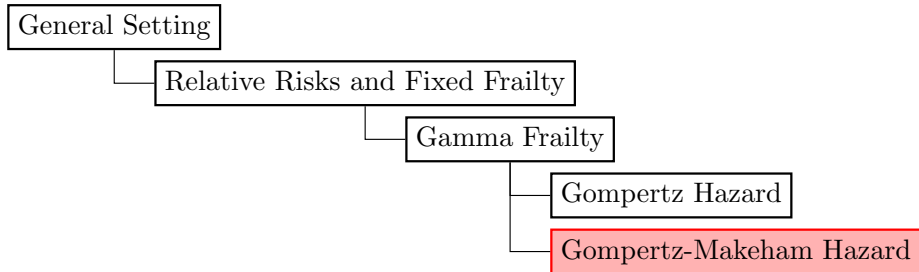 General Setting
Relative Risks and Fixed Frailty
Gamma Frailty
Gompertz Hazard
Gompertz-Makeham Hazard